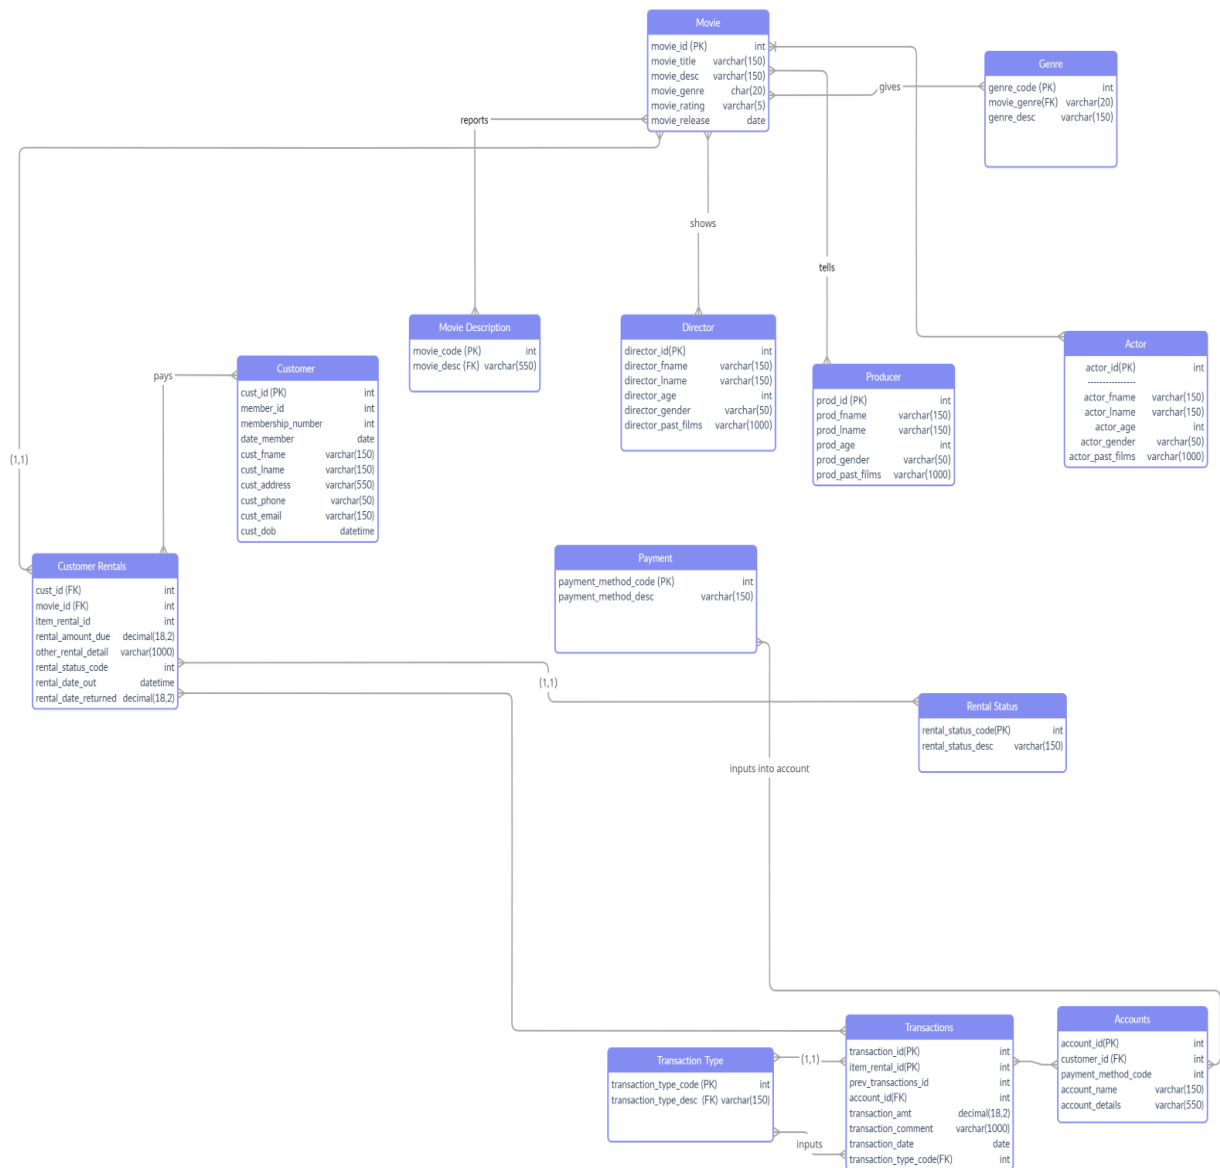 Movie
movie_id (PK) int
movie_title varchar(150)
movie_desc varchar(150)
movie_genre char(20)
movie_rating varchar(5)
movie_release date
Genre
genre_code (PK) int
movie_genre(FK) varchar(20)
genre_desc varchar(150)
gives
reports
shows
tells
(1,1)
pays
Movie Description
movie_code (PK) int
movie_desc (FK) varchar(550)
Director
director_id(PK) int
director_fname varchar(150)
director_lname varchar(150)
director_age int
director_gender varchar(50)
director_past_films varchar(1000)
Producer
prod_id (PK) int
prod_fname varchar(150)
prod_lname varchar(150)
prod_age int
prod_gender varchar(50)
prod_past_films varchar(1000)
Actor
actor_id(PK) int
----------------
actor_fname varchar(150)
actor_lname varchar(150)
actor_age int
actor_gender varchar(50)
actor_past_films varchar(1000)
Customer
cust_id (PK) int
member_id int
membership_number int
date_member date
cust_fname varchar(150)
cust_lname varchar(150)
cust_address varchar(550)
cust_phone varchar(50)
cust_email varchar(150)
cust_dob datetime
Customer Rentals
cust_id (FK) int
movie_id (FK) int
item_rental_id int
rental_amount_due decimal(18,2)
other_rental_detail varchar(1000)
rental_status_code int
rental_date_out datetime
rental_date_returned decimal(18,2)
Payment
payment_method_code (PK) int
payment_method_desc varchar(150)
(1,1)
Rental Status
rental_status_code(PK) int
rental_status_desc varchar(150)
inputs into account
Transaction Type
transaction_type_code (PK) int
transaction_type_desc (FK) varchar(150)
(1,1)
inputs
Transactions
transaction_id(PK) int
item_rental_id(PK) int
prev_transactions_id int
account_id(FK) int
transaction_amt decimal(18,2)
transaction_comment varchar(1000)
transaction_date date
transaction_type_code(FK) int
Accounts
account_id(PK) int
customer_id (FK) int
payment_method_code int
account_name varchar(150)
account_details varchar(550)